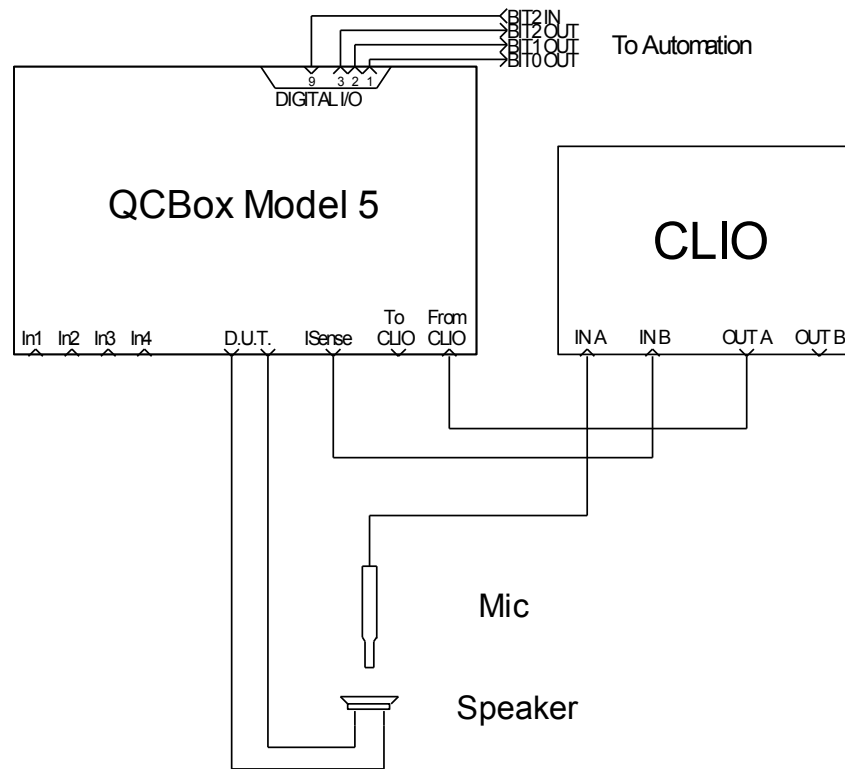 BIT2 IN
BIT2 OUT
BIT1 OUT
BIT0 OUT
To Automation
9 3 2 1
DIGITAL I/O
QCBox Model 5
CLIO
In1 In2 In3 In4 D.U.T. ISense To CLIO From CLIO
IN A IN B OUT A OUT B
Mic
Speaker